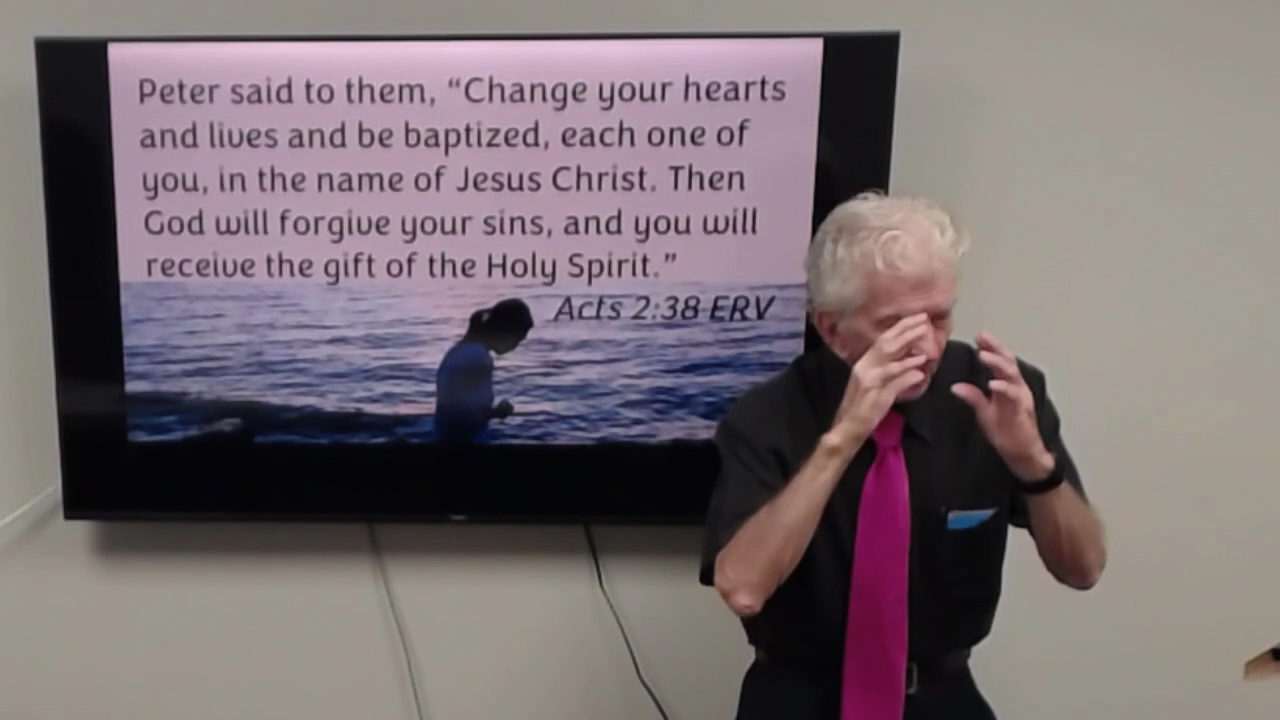 Peter said to them, “Change your hearts
and lives and be baptized, each one of
you, in the name of Jesus Christ. Then
God will forgive your sins, and you will
receive the gift of the Holy Spirit.”
Acts 2:38 ERV